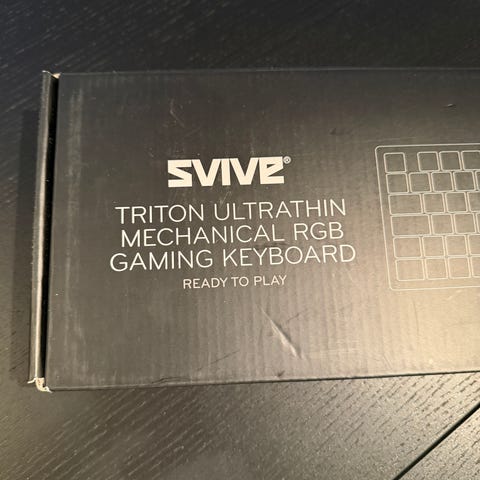 SVIVE®
TRITON ULTRATHIN
MECHANICAL RGB
GAMING KEYBOARD
READY TO PLAY